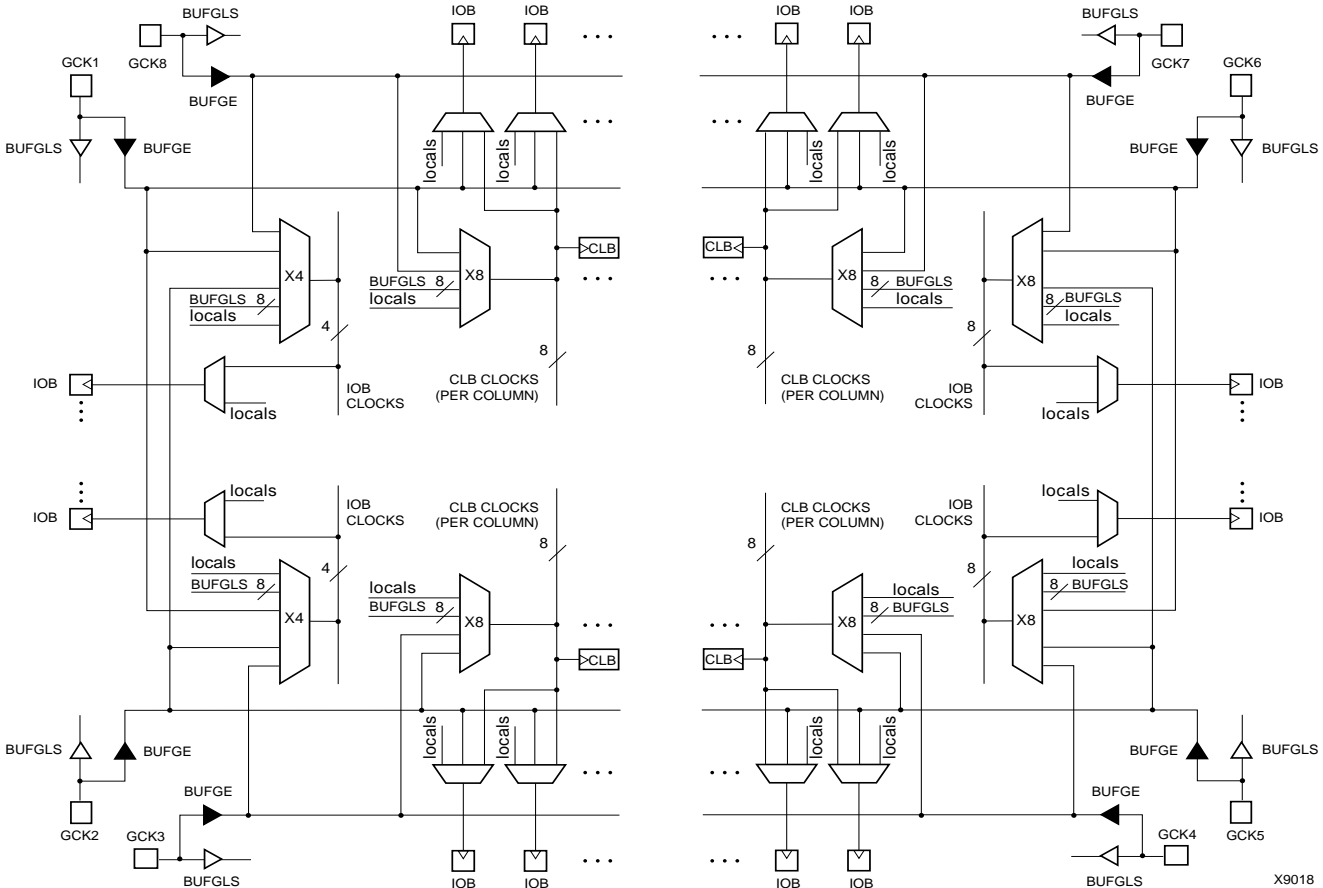 BUFGLS
IOB
IOB
IOB
IOB
BUFGLS
GCK8
GCK7
GCK1
GCK6
BUFGE
BUFGE
BUFGLS
BUFGE
BUFGE
BUFGLS
locals
locals
locals
locals
CLB
CLB
X4
X8
X8
X8
BUFGLS 8
BUFGLS 8
8 BUFGLS
8 BUFGLS
locals
locals
locals
locals
4
8
8
8
IOB
IOB CLOCKS
CLB CLOCKS (PER COLUMN)
CLB CLOCKS (PER COLUMN)
IOB CLOCKS
IOB
locals
locals
locals
locals
IOB
IOB CLOCKS
CLB CLOCKS (PER COLUMN)
CLB CLOCKS (PER COLUMN)
IOB CLOCKS
IOB
4
8
8
8
locals
locals
locals
locals
BUFGLS 8
BUFGLS 8
8 BUFGLS
8 BUFGLS
X4
X8
X8
X8
CLB
CLB
locals
locals
locals
locals
BUFGLS
BUFGE
BUFGE
BUFGLS
BUFGE
BUFGE
GCK2
GCK3
GCK4
GCK5
BUFGLS
IOB
IOB
IOB
IOB
BUFGLS
X9018